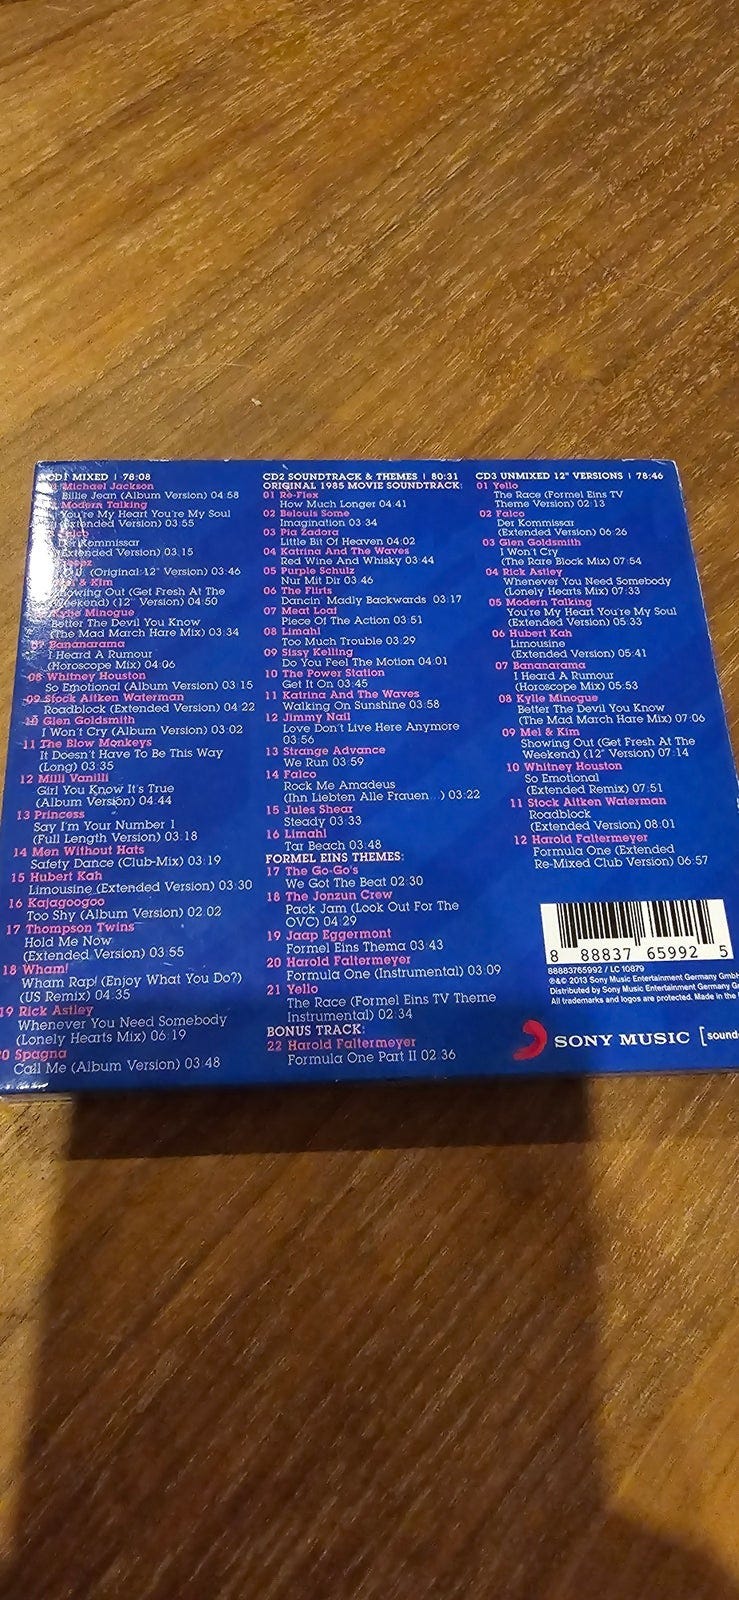 CD1 MIXED | 78:08
Michael Jackson
Billie Jean (Album Version) 04:58
Modern Talking
You're My Heart You're My Soul
(Extended Version) 03:55
Der Kommissar
(Extended Version) 03:15
(Original 12" Version) 03:46
& Kim
Showing Out (Get Fresh At The
Weekend) (12" Version) 04:50
Kylie Minogue
Better The Devil You Know
(The Mad March Hare Mix) 03:34
07 Bananarama
I Heard A Rumour
(Horoscope Mix) 04:06
08 Whitney Houston
So Emotional (Album Version) 03:15
09 Stock Aitken Waterman
Roadblock (Extended Version) 04:22
10 Glen Goldsmith
I Won't Cry (Album Version) 03:02
11 The Blow Monkeys
It Doesn't Have To Be This Way
(Long) 03:35
12 Milli Vanilli
Girl You Know It's True
(Album Version) 04:44
13 Princess
Say I'm Your Number 1
(Full Length Version) 03:18
14 Men Without Hats
Safety Dance (Club-Mix) 03:19
15 Hubert Kah
Limousine (Extended Version) 03:30
16 Kajagoogoo
Too Shy (Album Version) 02:02
17 Thompson Twins
Hold Me Now
(Extended Version) 03:55
18 Wham!
Wham Rap! (Enjoy What You Do?)
(US Remix) 04:35
19 Rick Astley
Whenever You Need Somebody
(Lonely Hearts Mix) 06:19
20 Spagna
Call Me (Album Version) 03:48
CD2 SOUNDTRACK & THEMES | 80:31
ORIGINAL 1985 MOVIE SOUNDTRACK:
01 Re-Flex
How Much Longer 04:41
02 Belouis Some
Imagination 03:34
03 Pia Zadora
Little Bit Of Heaven 04:02
04 Katrina And The Waves
Red Wine And Whisky 03:44
05 Purple Schulz
Nur Mit Dir 03:46
06 The Flirts
Dancin' Madly Backwards 03:17
07 Meat Loaf
Piece Of The Action 03:51
08 Limahl
Too Much Trouble 03:29
09 Sissy Kelling
Do You Feel The Motion 04:01
10 The Power Station
Get It On 03:45
11 Katrina And The Waves
Walking On Sunshine 03:58
12 Jimmy Nail
Love Don't Live Here Anymore
03:56
13 Strange Advance
We Run 03:59
14 Falco
Rock Me Amadeus
(Ihn Liebten Alle Frauen...) 03:22
15 Jules Shear
Steady 03:33
16 Limahl
Tar Beach 03:48
FORMEL EINS THEMES:
17 The Go-Go's
We Got The Beat 02:30
18 The Jonzun Crew
Pack Jam (Look Out For The
OVC) 04:29
19 Jaap Eggermont
Formel Eins Thema 03:43
20 Harold Faltermeyer
Formula One (Instrumental) 03:09
21 Yello
The Race (Formel Eins TV Theme
Instrumental) 02:34
BONUS TRACK:
22 Harold Faltermeyer
Formula One Part II 02:36
CD3 UNMIXED 12" VERSIONS | 78:46
01 Yello
The Race (Formel Eins TV
Theme Version) 02:13
02 Falco
Der Kommissar
(Extended Version) 06:26
03 Glen Goldsmith
I Won't Cry
(The Rare Block Mix) 07:54
04 Rick Astley
Whenever You Need Somebody
(Lonely Hearts Mix) 07:33
05 Modern Talking
You're My Heart You're My Soul
(Extended Version) 05:33
06 Hubert Kah
Limousine
(Extended Version) 05:41
07 Bananarama
I Heard A Rumour
(Horoscope Mix) 05:53
08 Kylie Minogue
Better The Devil You Know
(The Mad March Hare Mix) 07:06
09 Mel & Kim
Showing Out (Get Fresh At The
Weekend) (12" Version) 07:14
10 Whitney Houston
So Emotional
(Extended Remix) 07:51
11 Stock Aitken Waterman
Roadblock
(Extended Version) 08:01
12 Harold Faltermeyer
Formula One (Extended
Re-Mixed Club Version) 06:57
8 88837 65992 5
88883765992 / LC 10879
℗&© 2013 Sony Music Entertainment Germany GmbH
Distributed by Sony Music Entertainment Germany
All trademarks and logos are protected. Made in the
SONY MUSIC [sound